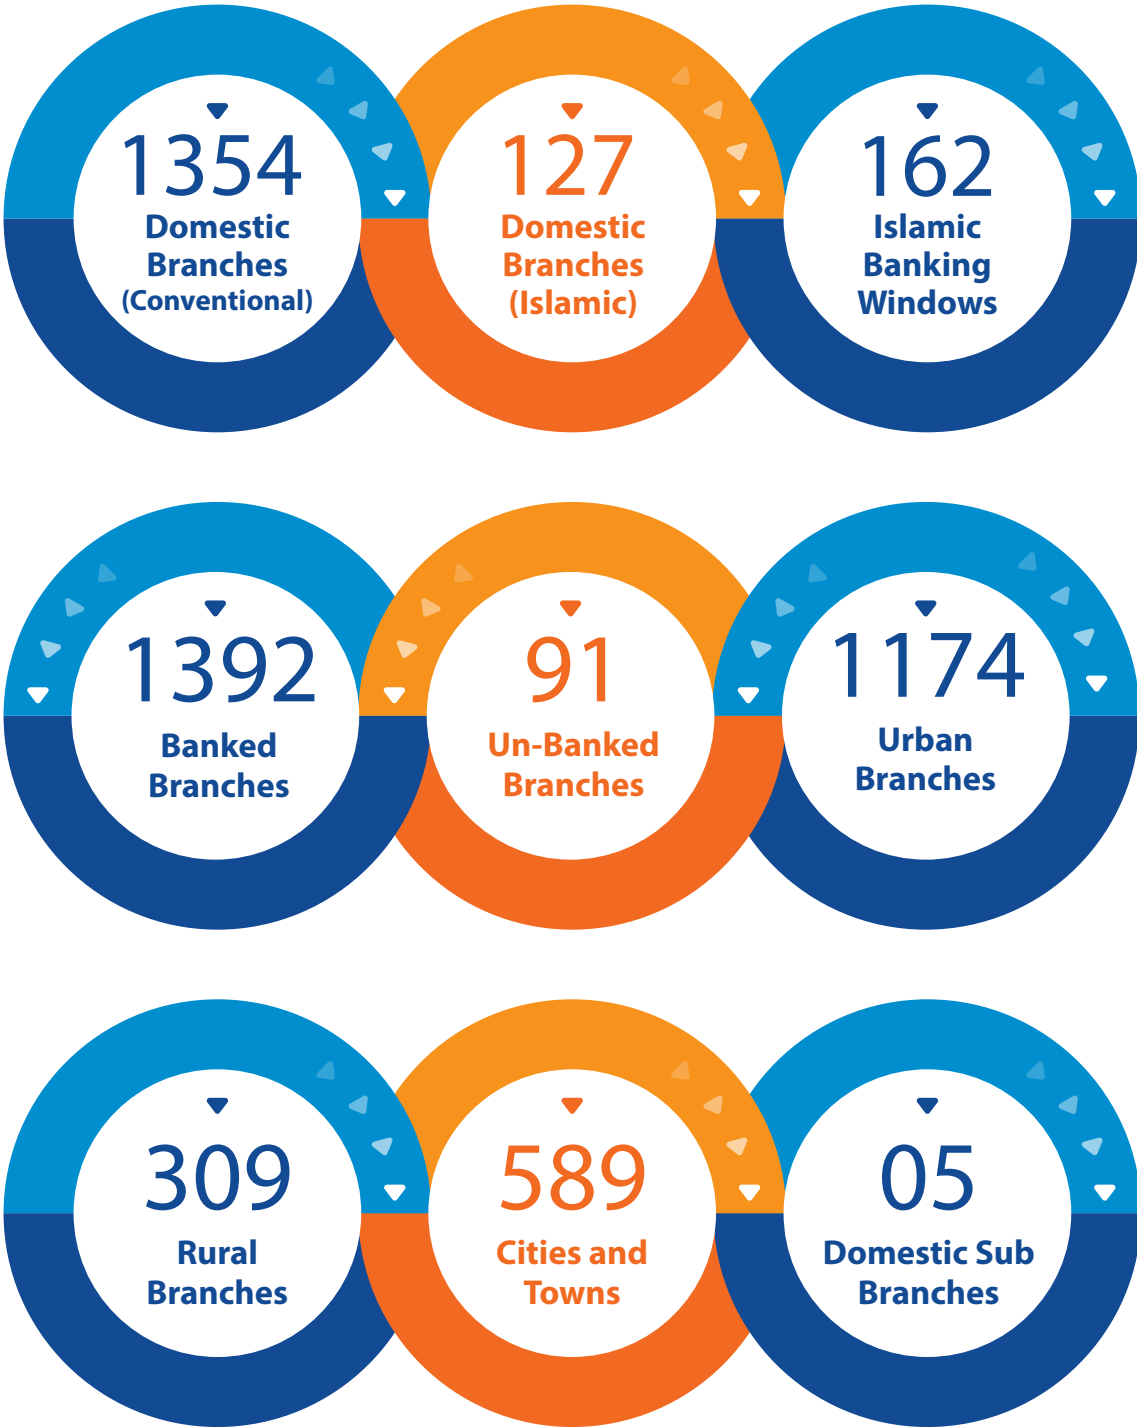 1354
Domestic
Branches
(Conventional)
127
Domestic
Branches
(Islamic)
162
Islamic
Banking
Windows
1392
Banked
Branches
91
Un-Banked
Branches
1174
Urban
Branches
309
Rural
Branches
589
Cities and
Towns
05
Domestic Sub
Branches